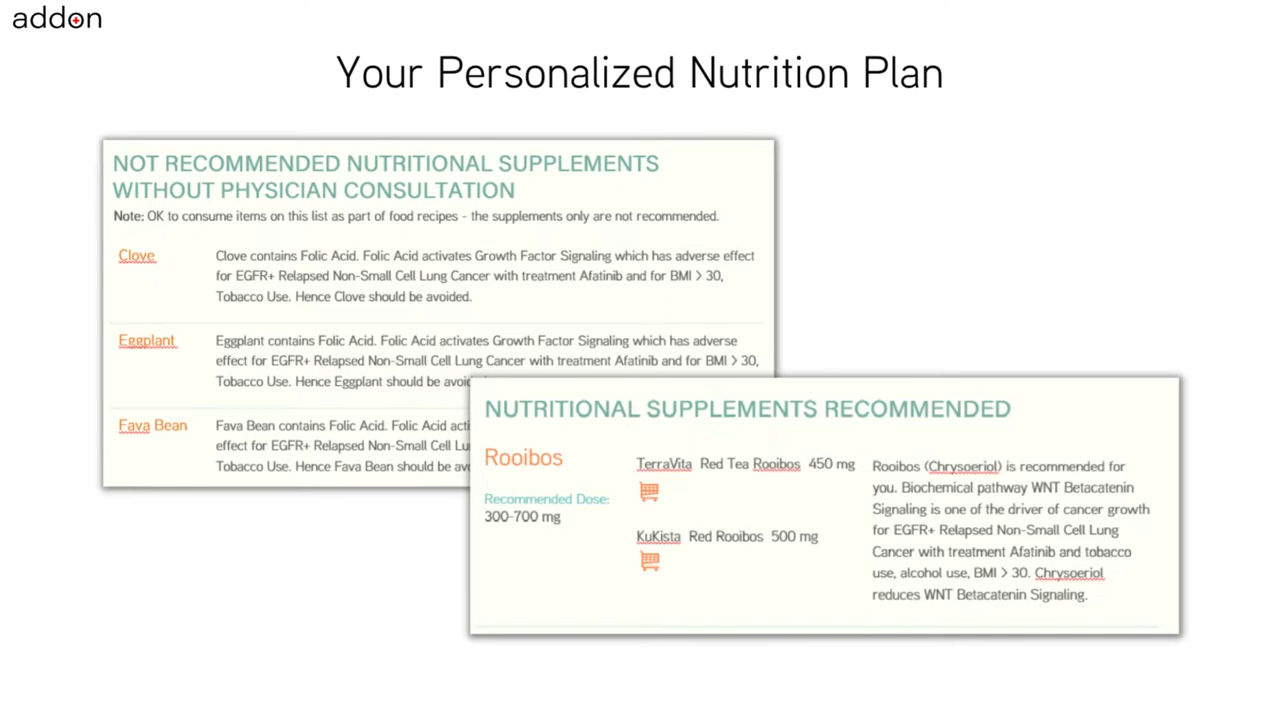 addon
Your Personalized Nutrition Plan
NOT RECOMMENDED NUTRITIONAL SUPPLEMENTS
WITHOUT PHYSICIAN CONSULTATION
Note: OK to consume items on this list as part of food recipes - the supplements only are not recommended.
Clove
Clove contains Folic Acid. Folic Acid activates Growth Factor Signaling which has adverse effect
for EGFR+ Relapsed Non-Small Cell Lung Cancer with treatment Afatinib and for BMI > 30,
Tobacco Use. Hence Clove should be avoided.
Eggplant
Eggplant contains Folic Acid. Folic Acid activates Growth Factor Signaling which has adverse
effect for EGFR+ Relapsed Non-Small Cell Lung Cancer with treatment Afatinib and for BMI > 30,
Tobacco Use. Hence Eggplant should be
Fava Bean
Fava Bean contains Folic Acid. Folic Acid
effect for EGFR+ Relapsed Non-Small Cell
Tobacco Use. Hence Fava Bean should be
NUTRITIONAL SUPPLEMENTS RECOMMENDED
Rooibos
Recommended Dose:
300-700 mg
TerraVita Red Tea Rooibos 450 mg
KuKista Red Rooibos 500 mg
Rooibos (Chrysoeriol) is recommended for
you. Biochemical pathway WNT Betacatenin
Signaling is one of the driver of cancer growth
for EGFR+ Relapsed Non-Small Cell Lung
Cancer with treatment Afatinib and tobacco
use, alcohol use, BMI > 30. Chrysoeriol
reduces WNT Betacatenin Signaling.